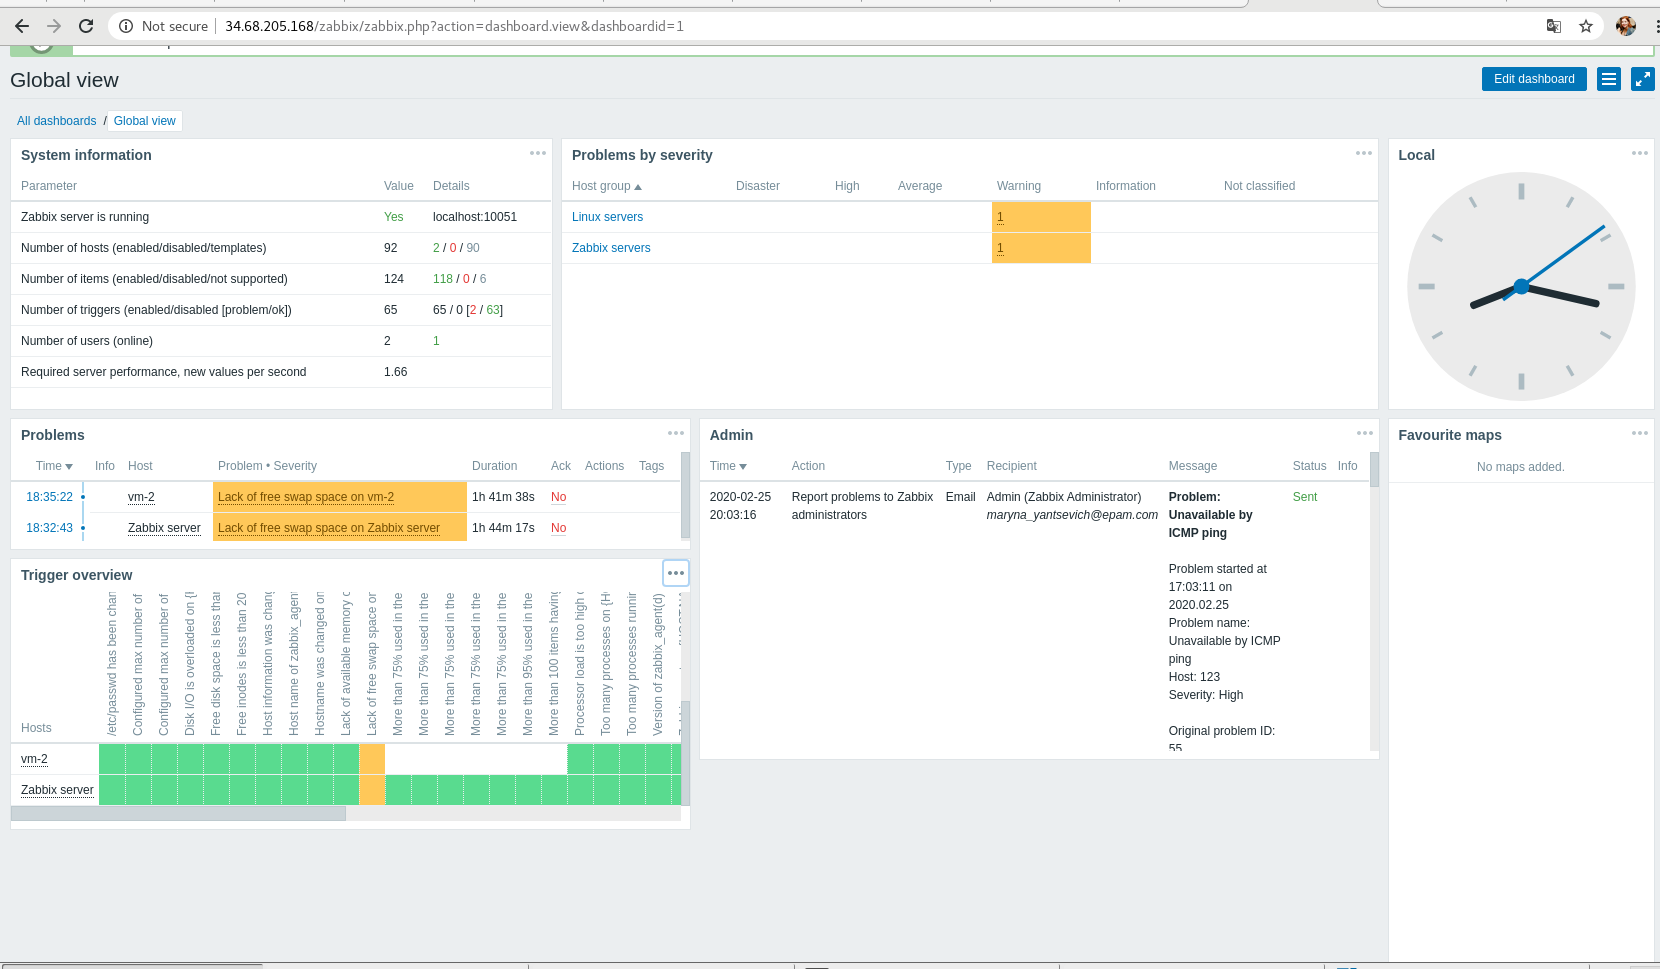 Not secure
34.68.205.168/zabbix/zabbix.php?action=dashboard.view&dashboardid=1
Global view
Edit dashboard
All dashboards / Global view
System information
Parameter Value Details
Zabbix server is running Yes localhost:10051
Number of hosts (enabled/disabled/templates) 92 2 / 0 / 90
Number of items (enabled/disabled/not supported) 124 118 / 0 / 6
Number of triggers (enabled/disabled [problem/ok]) 65 65 / 0 [2 / 63]
Number of users (online) 2 1
Required server performance, new values per second 1.66
Problems by severity
Host group Disaster High Average Warning Information Not classified
Linux servers 1
Zabbix servers 1
Local
Problems
Time Info Host Problem • Severity Duration Ack Actions Tags
18:35:22 vm-2 Lack of free swap space on vm-2 1h 41m 38s No
18:32:43 Zabbix server Lack of free swap space on Zabbix server 1h 44m 17s No
Admin
Time Action Type Recipient Message Status Info
2020-02-25
20:03:16
Report problems to Zabbix
administrators
Email
Admin (Zabbix Administrator)
maryna_yantsevich@epam.com
Problem:
Unavailable by
ICMP ping
Problem started at
17:03:11 on
2020.02.25
Problem name:
Unavailable by ICMP
ping
Host: 123
Severity: High
Original problem ID:
55
Sent
Favourite maps
No maps added.
Trigger overview
Hosts
/etc/passwd has been chan
Configured max number of
Configured max number of
Disk I/O is overloaded on {
Free disk space is less than
Free inodes is less than 20
Host information was chang
Host name of zabbix_agent
Hostname was changed on
Lack of available memory o
Lack of free swap space on
More than 75% used in the
More than 75% used in the
More than 75% used in the
More than 75% used in the
More than 75% used in the
More than 95% used in the
More than 100 items having
Processor load is too high o
Too many processes on {H
Too many processes runnin
Version of zabbix_agent(d)
vm-2
Zabbix server